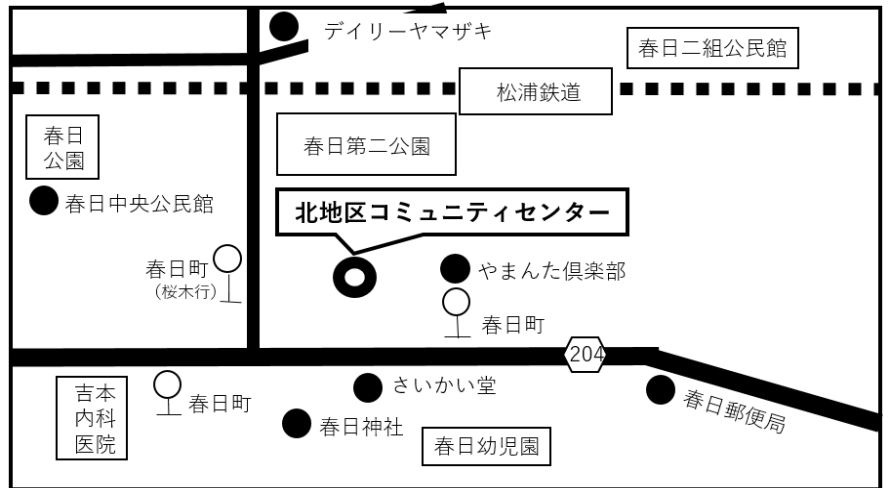 デイリーヤマザキ
春日二組公民館
松浦鉄道
春日
公園
春日第二公園
春日中央公民館
北地区コミュニティセンター
春日町
(桜木行)
やまんた倶楽部
春日町
204
吉本
内科
医院
春日町
さいかい堂
春日神社
春日幼児園
春日郵便局